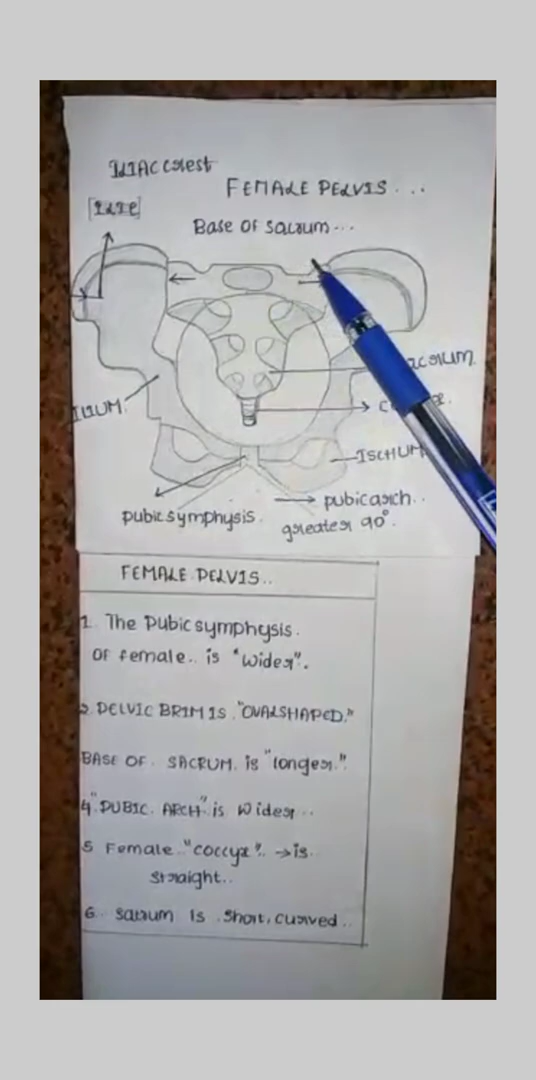 ILIAC crest
FEMALE PELVIS...
Base of sacrum...
ILIUM.
ISCHIUM
pubic symphysis.
pubic arch..
greater 90°.
FEMALE PELVIS..
1. The Pubic symphysis.
Of female.. is "wider".
2. PELVIC BRIM IS "OVAL SHAPED."
BASE OF. SACRUM. is "longer."
4 "PUBIC. ARCH" is wider..
5 Female "coccyx". →is.
straight..
6. Sacrum Is Short, curved..